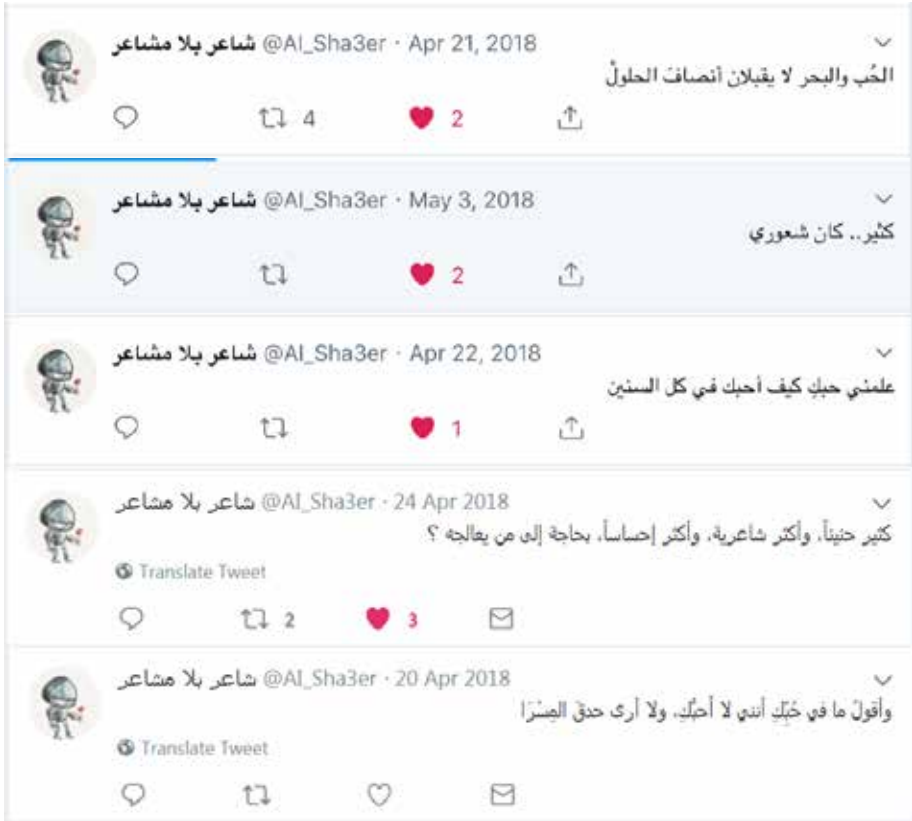 شاعر بلا مشاعر @Al_Sha3er · Apr 21, 2018
الحُب والبحر لا يقبلان أنصافَ الحلولْ
4 2
شاعر بلا مشاعر @Al_Sha3er · May 3, 2018
كثير.. كان شعوري
2
شاعر بلا مشاعر @Al_Sha3er · Apr 22, 2018
علمني حبكِ كيف أحبك في كل السنين
1
شاعر بلا مشاعر @Al_Sha3er · 24 Apr 2018
كثير حنيناً، وأكثر شاعرية، وأكثر إحساساً، بحاجة إلى من يعالجه ؟
Translate Tweet
2 3
شاعر بلا مشاعر @Al_Sha3er · 20 Apr 2018
وأقولُ ما في حُبّكِ أنني لا أحبُّكِ، ولا أرى حدقَ المِسْرَا
Translate Tweet